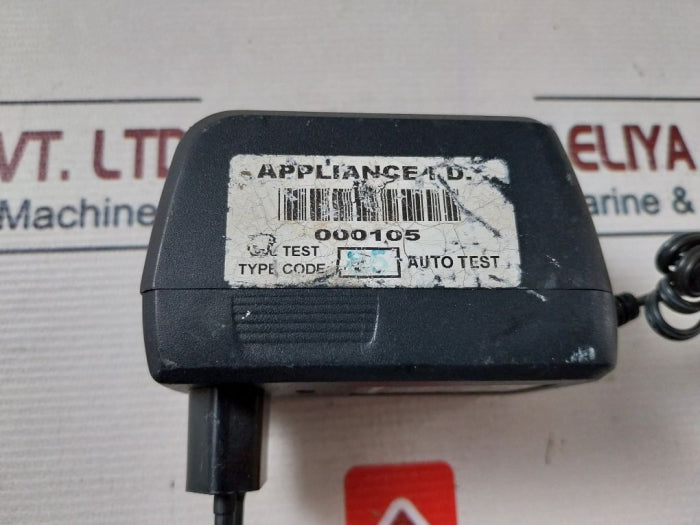 VT. LTD
ELIYA
Machine
arine &
APPLIANCE I.D.
000105
TEST
TYPE CODE
AUTO TEST